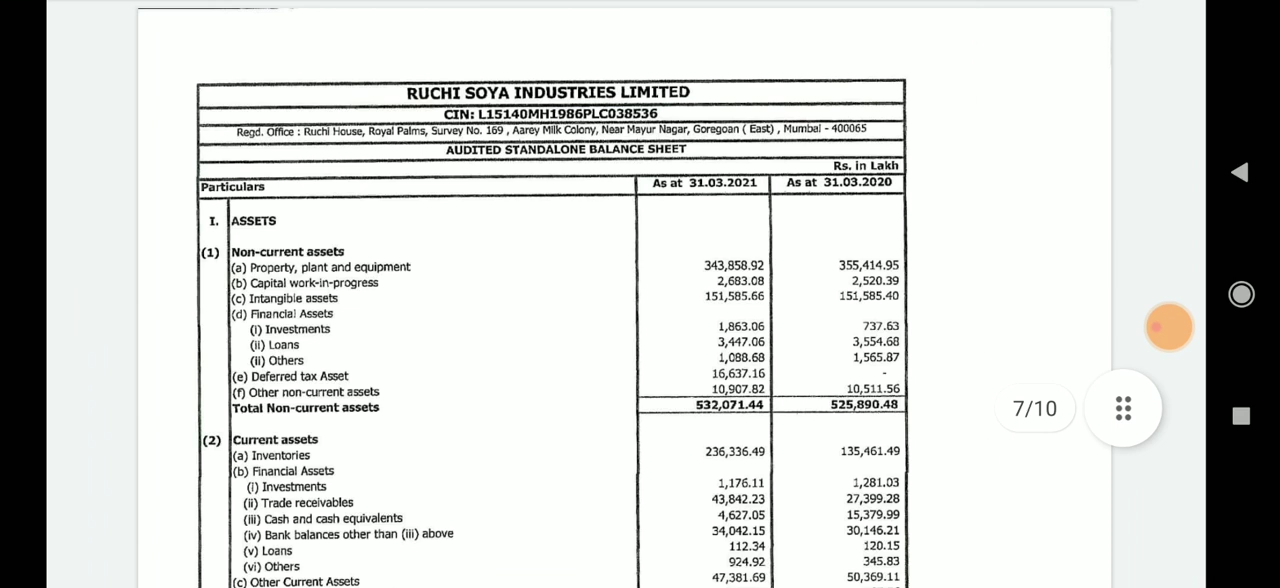 RUCHI SOYA INDUSTRIES LIMITED
CIN: L15140MH1986PLC038536
Regd. Office : Ruchi House, Royal Palms, Survey No. 169 , Aarey Milk Colony, Near Mayur Nagar, Goregoan ( East) , Mumbai - 400065
AUDITED STANDALONE BALANCE SHEET
Rs. in Lakh
Particulars As at 31.03.2021 As at 31.03.2020
I. ASSETS
(1) Non-current assets
(a) Property, plant and equipment 343,858.92 355,414.95
(b) Capital work-in-progress 2,683.08 2,520.39
(c) Intangible assets 151,585.66 151,585.40
(d) Financial Assets
(i) Investments 1,863.06 737.63
(ii) Loans 3,447.06 3,554.68
(ii) Others 1,088.68 1,565.87
(e) Deferred tax Asset 16,637.16 -
(f) Other non-current assets 10,907.82 10,511.56
Total Non-current assets 532,071.44 525,890.48
7/10
(2) Current assets
(a) Inventories 236,336.49 135,461.49
(b) Financial Assets
(i) Investments 1,176.11 1,281.03
(ii) Trade receivables 43,842.23 27,399.28
(iii) Cash and cash equivalents 4,627.05 15,379.99
(iv) Bank balances other than (iii) above 34,042.15 30,146.21
(v) Loans 112.34 120.15
(vi) Others 924.92 345.83
(c) Other Current Assets 47,381.69 50,369.11